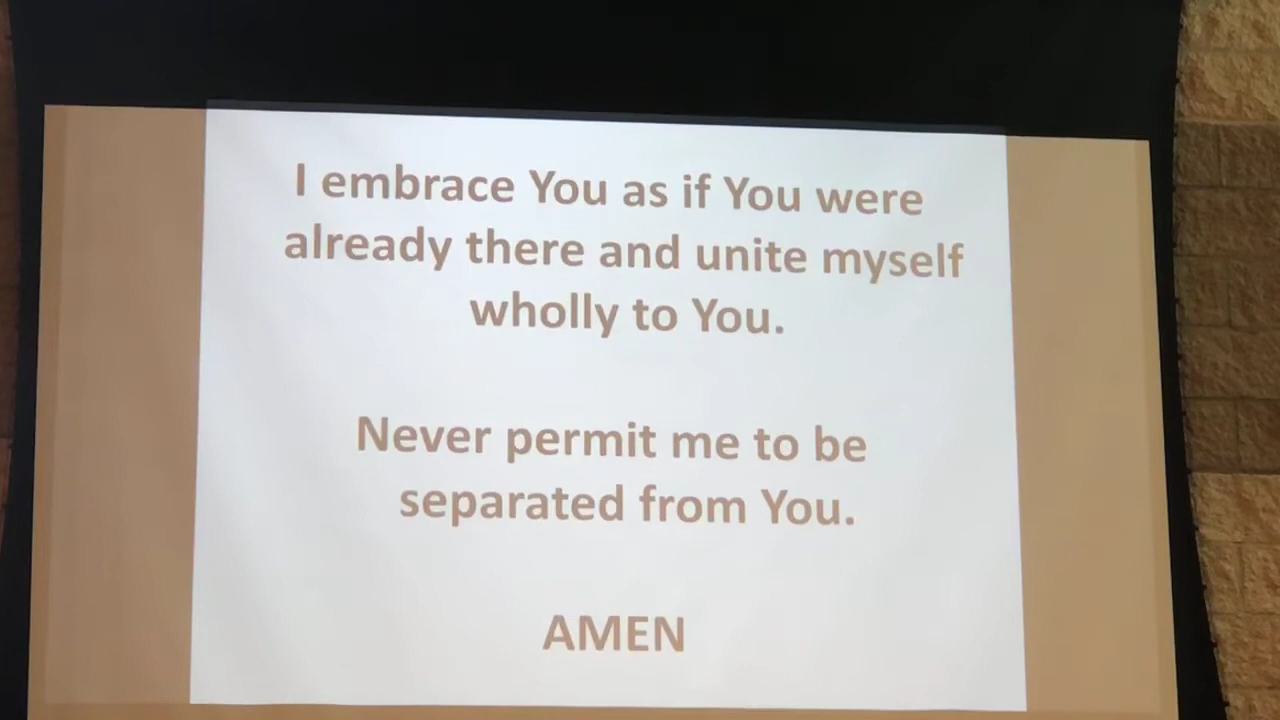 I embrace You as if You were
already there and unite myself
wholly to You.
Never permit me to be
separated from You.
AMEN